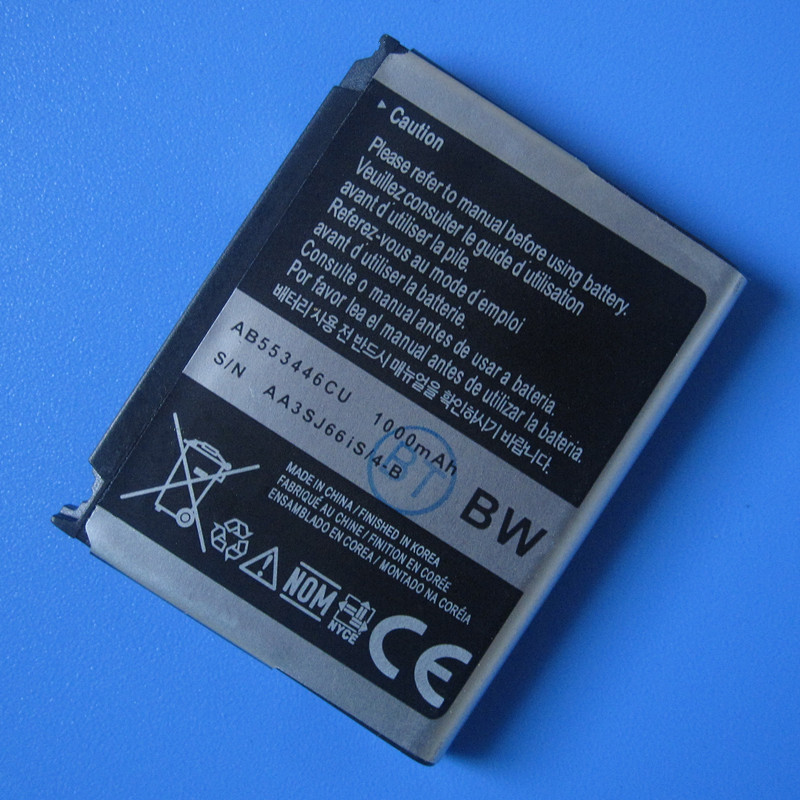 Caution
Please refer to manual before using battery.
Veuillez consulter le guide d'utilisation
avant d'utiliser la pile.
Referez-vous au mode d'emploi
avant d'utiliser la batterie.
Consulte o manual antes de usar a bateria.
Por favor lea el manual antes de utilizar la bateria.
배터리 사용 전 반드시 매뉴얼을 확인하시기 바랍니다.
AB553446CU 1000mAh
S/N AA3SJ66iS/4-B
BT
BW
MADE IN CHINA / FINISHED IN KOREA
FABRIQUÉ AU CHINE / FINITION EN CORÉE
ENSAMBLADO EN CHINA / MONTADO NA CORÉIA
NOM
NYCE
CE